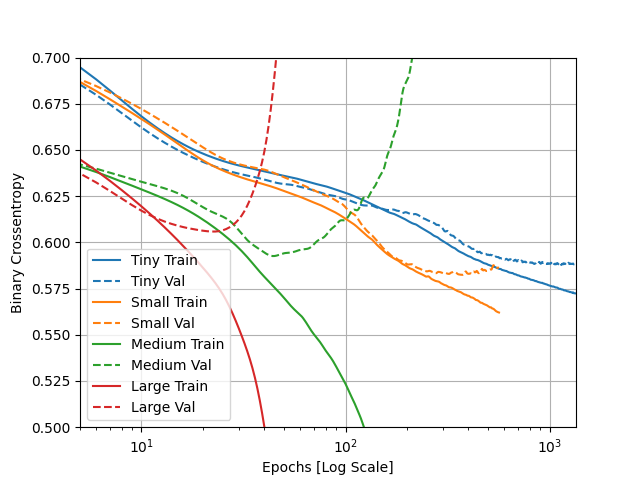 0.700
0.675
0.650
0.625
0.600
0.575
0.550
0.525
0.500
Binary Crossentropy
Tiny Train
Tiny Val
Small Train
Small Val
Medium Train
Medium Val
Large Train
Large Val
10¹ 10² 10³
Epochs [Log Scale]